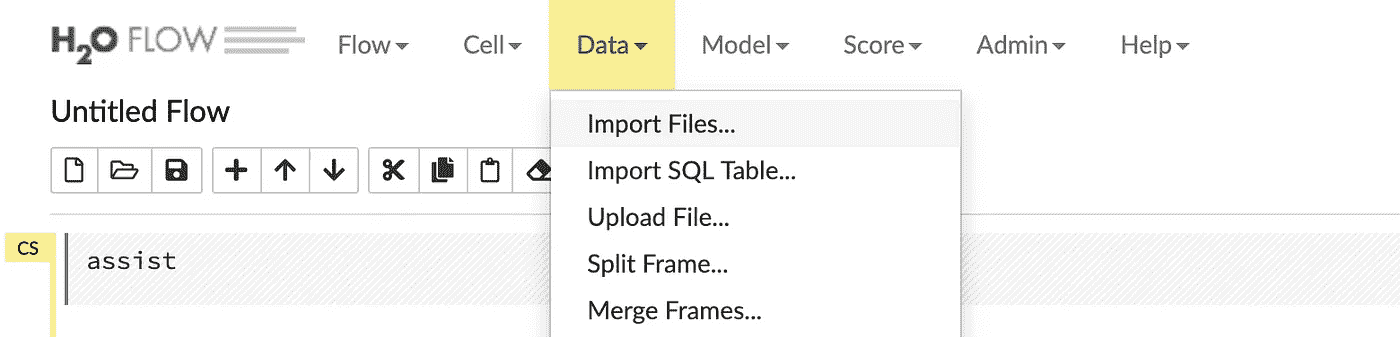 H2O FLOW Flow Cell Data Model Score Admin Help
Untitled Flow
Import Files...
Import SQL Table...
Upload File...
Split Frame...
Merge Frames...
CS
assist